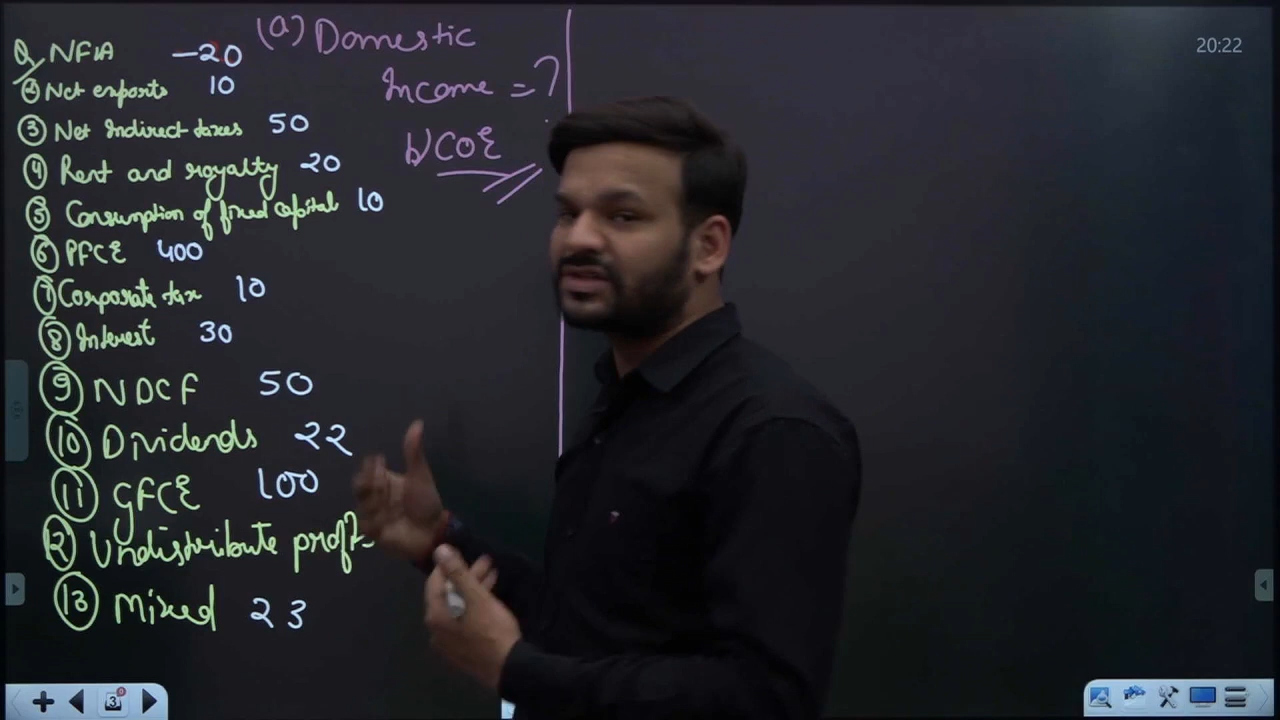 Q NFIA -20
② Net exports 10
③ Net Indirect taxes 50
④ Rent and royalty 20
⑤ Consumption of fixed capital 10
⑥ PFCE 400
⑦ Corporate tax 10
⑧ Interest 30
⑨ NDCF 50
⑩ Dividends 22
⑪ GFCE 100
⑫ Undistribute profit
⑬ Mixed 23
(a) Domestic
Income = ?
b) COE
20:22
3